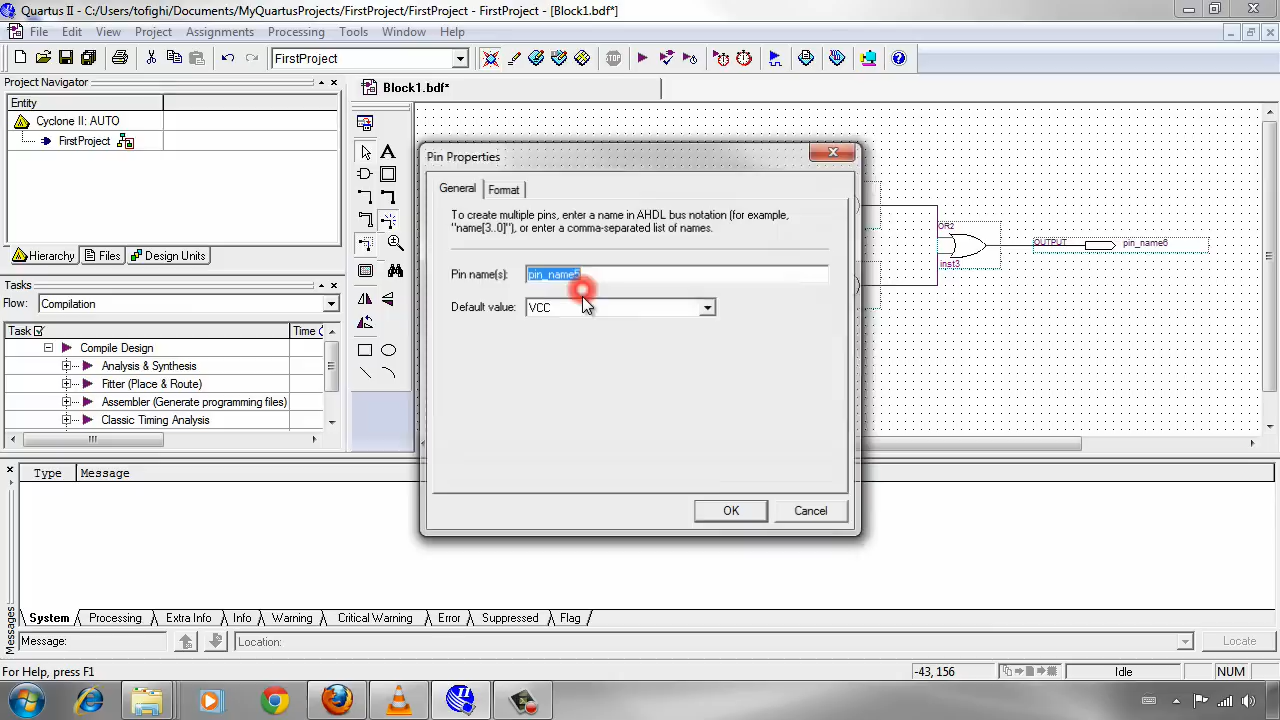 Quartus II - C:/Users/tofighi/Documents/MyQuartusProjects/FirstProject/FirstProject - FirstProject - [Block1.bdf*]
File Edit View Project Assignments Processing Tools Window Help
FirstProject
STOP
Project Navigator
Block1.bdf*
Entity
Cyclone II: AUTO
FirstProject
Hierarchy Files Design Units
Tasks
Flow: Compilation
Task Time
Compile Design
Analysis & Synthesis
Fitter (Place & Route)
Assembler (Generate programming files)
Classic Timing Analysis
Pin Properties
General Format
To create multiple pins, enter a name in AHDL bus notation (for example,
"name[3..0]"), or enter a comma-separated list of names.
Pin name(s): pin_name5
Default value: VCC
OK Cancel
OR2
inst3
OUTPUT
pin_name6
Type Message
System Processing Extra Info Info Warning Critical Warning Error Suppressed Flag
Messages
Message: Location: Locate
For Help, press F1 -43, 156 Idle NUM